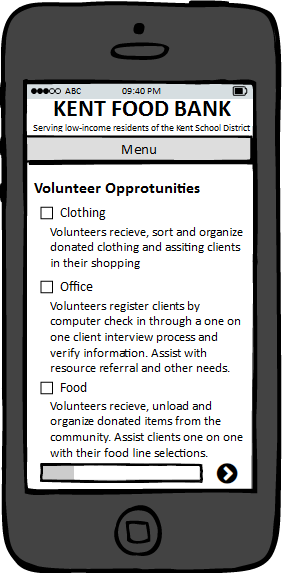 ABC 09:40 PM
KENT FOOD BANK
Serving low-income residents of the Kent School District
Menu
Volunteer Opprotunities
Clothing
Volunteers recieve, sort and organize
donated clothing and assiting clients
in their shopping
Office
Volunteers register clients by
computer check in through a one on
one client interview process and
verify information. Assist with
resource referral and other needs.
Food
Volunteers recieve, unload and
organize donated items from the
community. Assist clients one on one
with their food line selections.